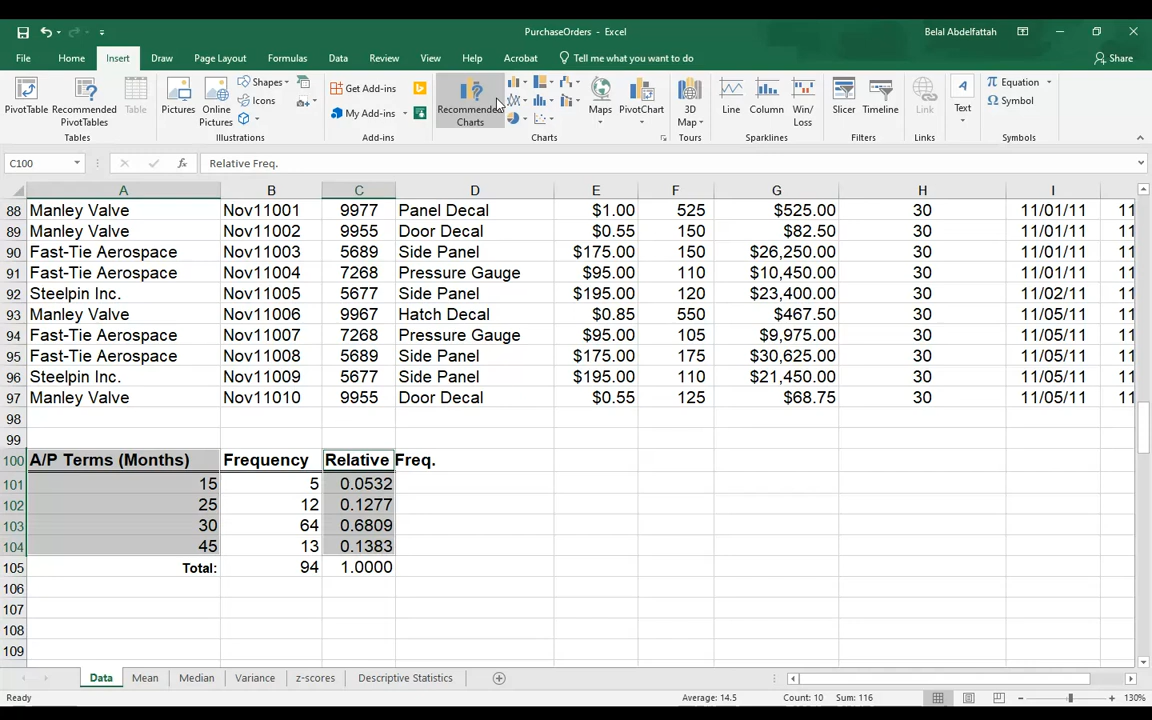 PurchaseOrders - Excel
Belal Abdelfattah
File Home Insert Draw Page Layout Formulas Data Review View Help Acrobat Tell me what you want to do Share
PivotTable
Recommended PivotTables
Table
Tables
Pictures
Online Pictures
Shapes
Icons
Illustrations
Get Add-ins
My Add-ins
Add-ins
Recommended Charts
Maps
PivotChart
Charts
3D Map
Tours
Line
Column
Win/ Loss
Sparklines
Slicer
Timeline
Filters
Link
Links
Text
Equation
Symbol
Symbols
C100 fx Relative Freq.
A B C D E F G H I
88 Manley Valve Nov11001 9977 Panel Decal $1.00 525 $525.00 30 11/01/11 11
89 Manley Valve Nov11002 9955 Door Decal $0.55 150 $82.50 30 11/01/11 11
90 Fast-Tie Aerospace Nov11003 5689 Side Panel $175.00 150 $26,250.00 30 11/01/11 11
91 Fast-Tie Aerospace Nov11004 7268 Pressure Gauge $95.00 110 $10,450.00 30 11/01/11 11
92 Steelpin Inc. Nov11005 5677 Side Panel $195.00 120 $23,400.00 30 11/02/11 11
93 Manley Valve Nov11006 9967 Hatch Decal $0.85 550 $467.50 30 11/05/11 11
94 Fast-Tie Aerospace Nov11007 7268 Pressure Gauge $95.00 105 $9,975.00 30 11/05/11 11
95 Fast-Tie Aerospace Nov11008 5689 Side Panel $175.00 175 $30,625.00 30 11/05/11 11
96 Steelpin Inc. Nov11009 5677 Side Panel $195.00 110 $21,450.00 30 11/05/11 11
97 Manley Valve Nov11010 9955 Door Decal $0.55 125 $68.75 30 11/05/11 11
98
99
100 A/P Terms (Months) Frequency Relative Freq.
101 15 5 0.0532
102 25 12 0.1277
103 30 64 0.6809
104 45 13 0.1383
105 Total: 94 1.0000
106
107
108
109
Data Mean Median Variance z-scores Descriptive Statistics
Ready Average: 14.5 Count: 10 Sum: 116 130%